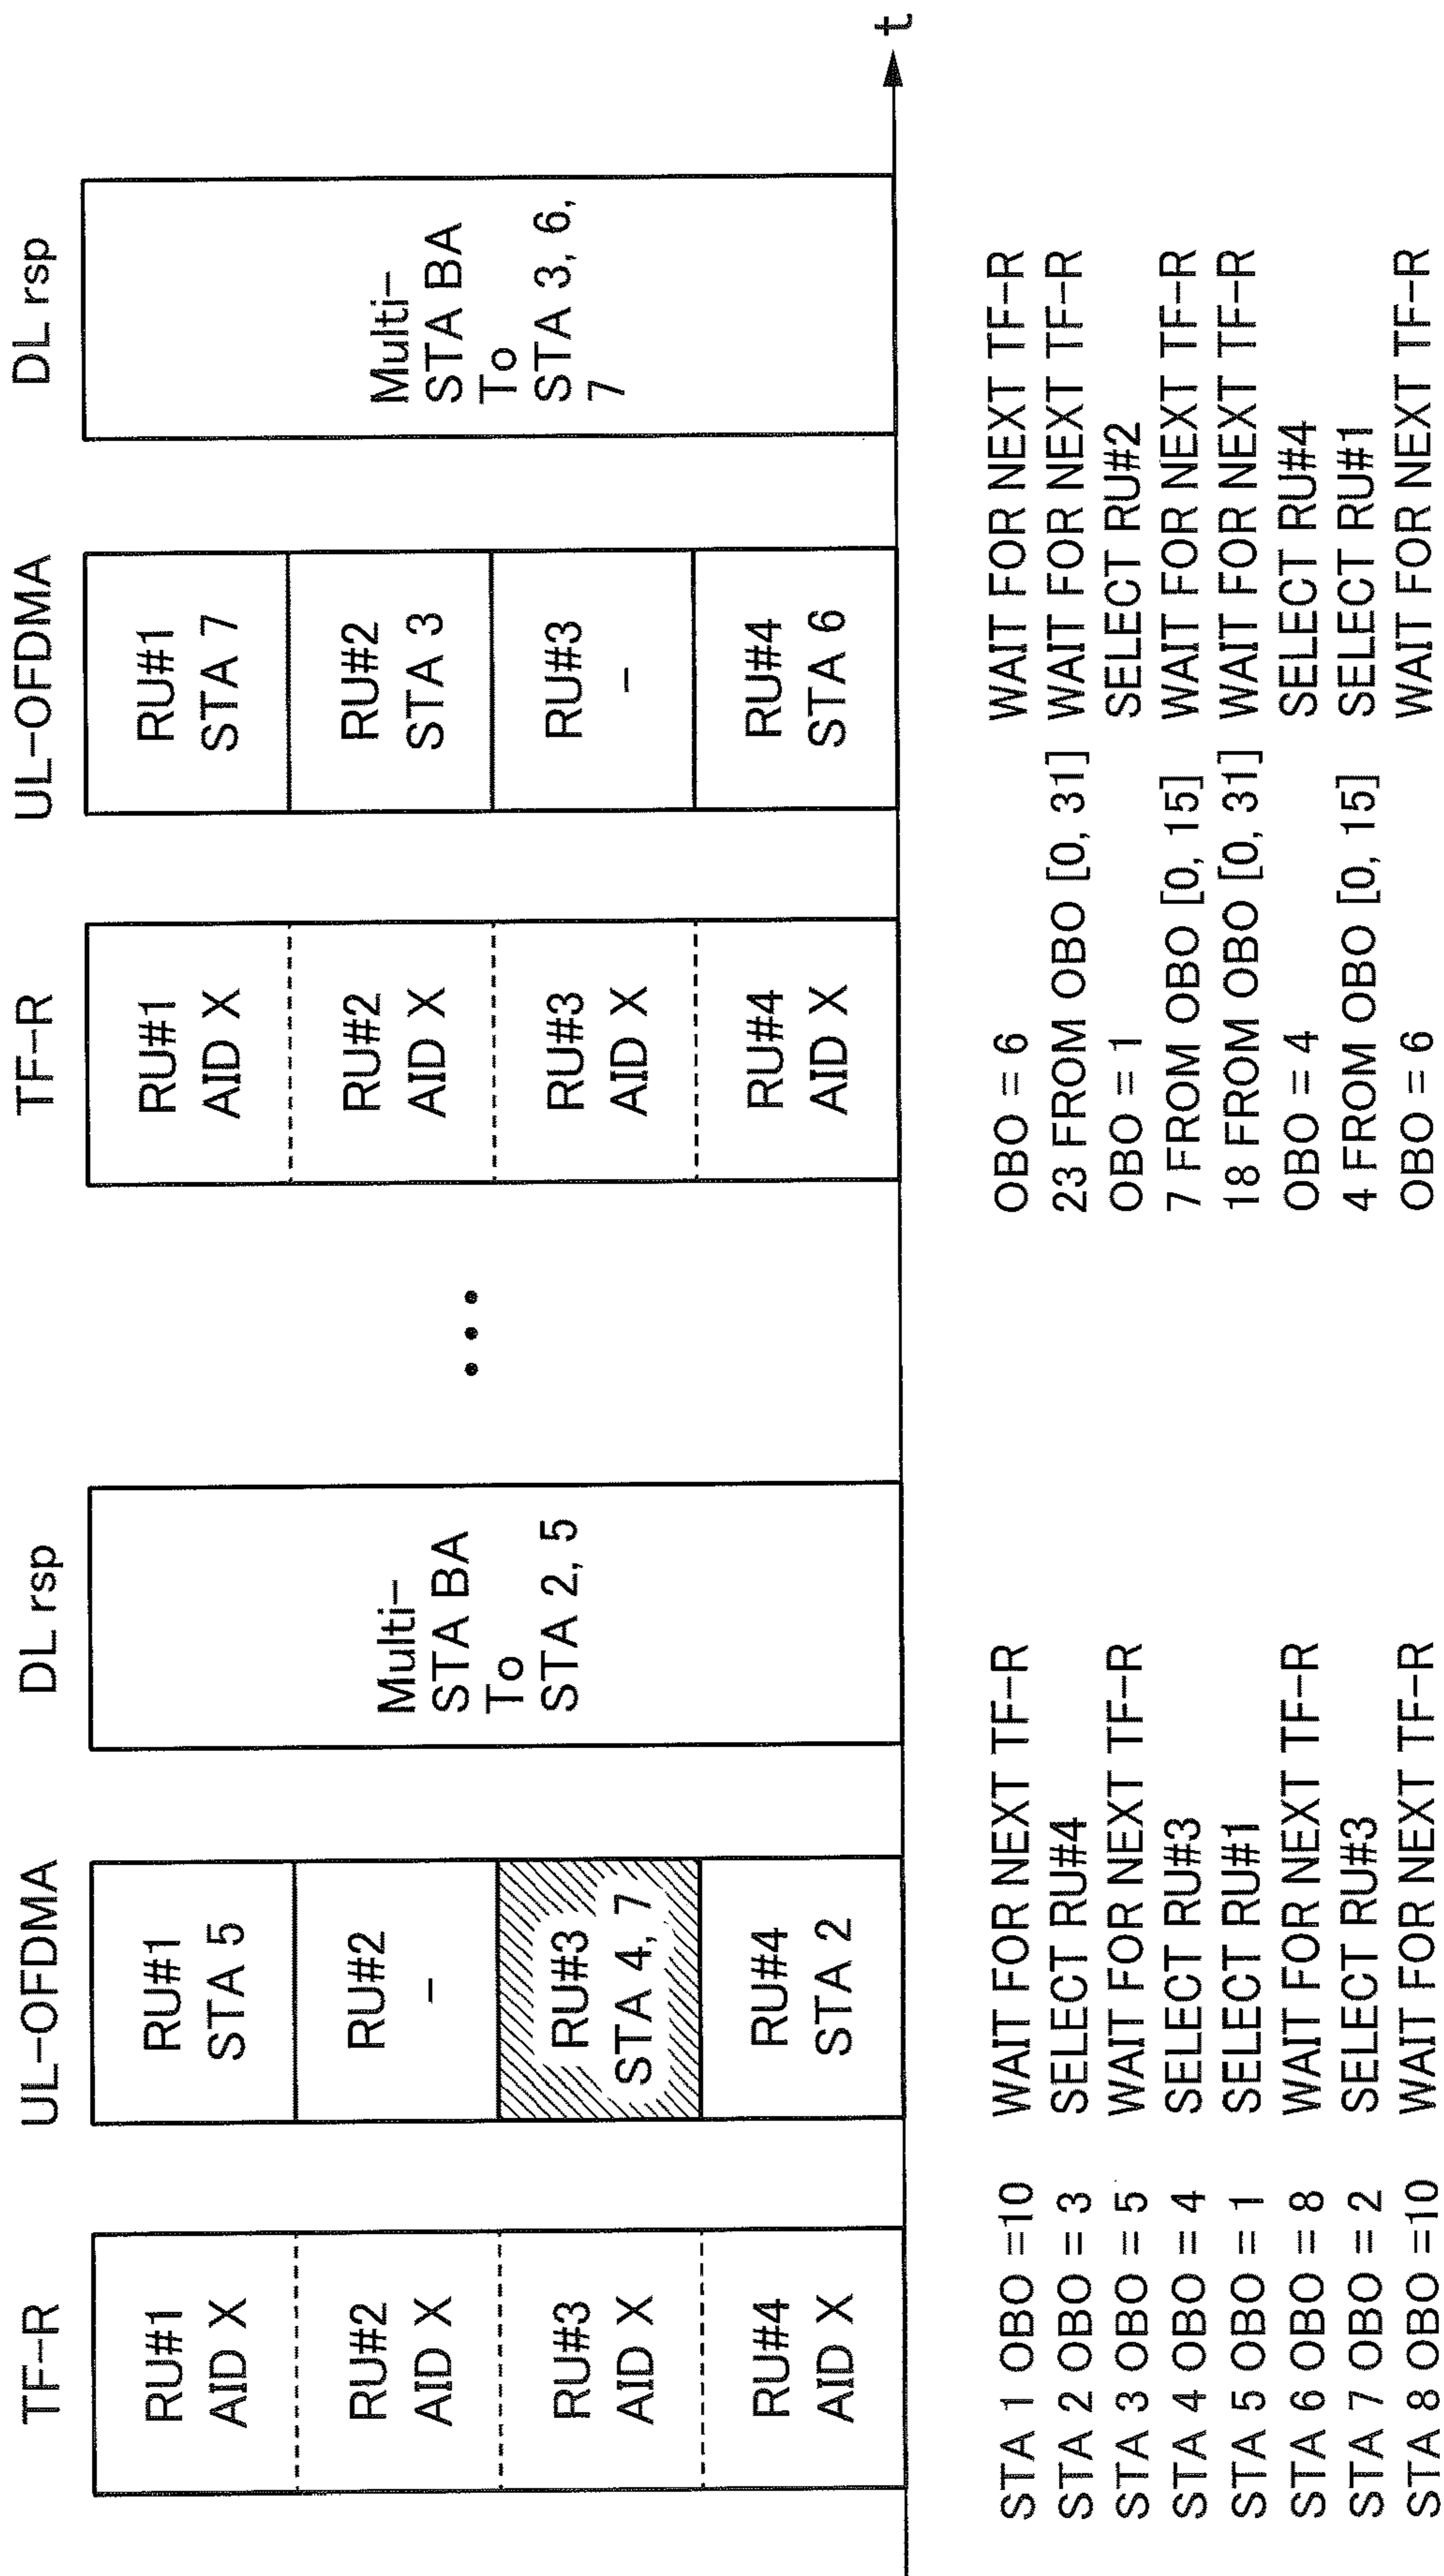 TF-R
UL-OFDMA
DL rsp
TF-R
UL-OFDMA
DL rsp
RU#1
AID X
RU#2
AID X
RU#3
AID X
RU#4
AID X
RU#1
STA 5
RU#2
-
RU#3
STA 4, 7
RU#4
STA 2
Multi-
STA BA
To
STA 2, 5
• • •
RU#1
AID X
RU#2
AID X
RU#3
AID X
RU#4
AID X
RU#1
STA 7
RU#2
STA 3
RU#3
-
RU#4
STA 6
Multi-
STA BA
To
STA 3, 6,
7
t
STA 1 OBO =10 WAIT FOR NEXT TF-R
STA 2 OBO = 3 SELECT RU#4
STA 3 OBO = 5 WAIT FOR NEXT TF-R
STA 4 OBO = 4 SELECT RU#3
STA 5 OBO = 1 SELECT RU#1
STA 6 OBO = 8 WAIT FOR NEXT TF-R
STA 7 OBO = 2 SELECT RU#3
STA 8 OBO =10 WAIT FOR NEXT TF-R
OBO = 6 WAIT FOR NEXT TF-R
23 FROM OBO [0, 31] WAIT FOR NEXT TF-R
OBO = 1 SELECT RU#2
7 FROM OBO [0, 15] WAIT FOR NEXT TF-R
18 FROM OBO [0, 31] WAIT FOR NEXT TF-R
OBO = 4 SELECT RU#4
4 FROM OBO [0, 15] SELECT RU#1
OBO = 6 WAIT FOR NEXT TF-R